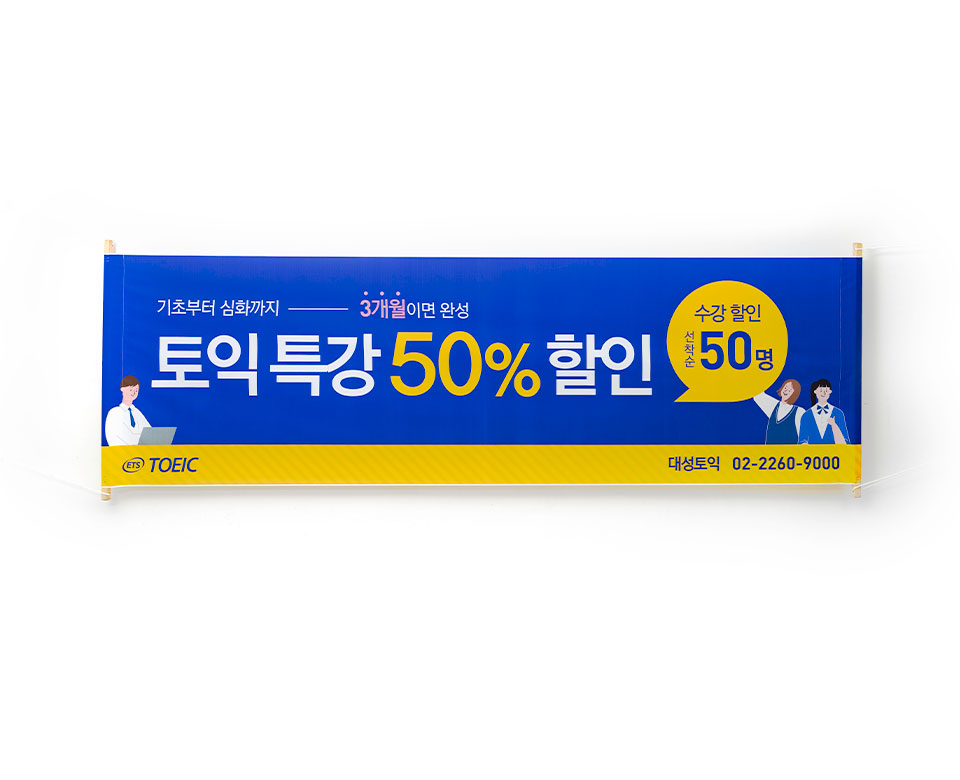 기초부터 심화까지 3개월이면 완성
토익 특강 50% 할인
수강 할인
선착순 50명
ETS TOEIC
대성토익 02-2260-9000